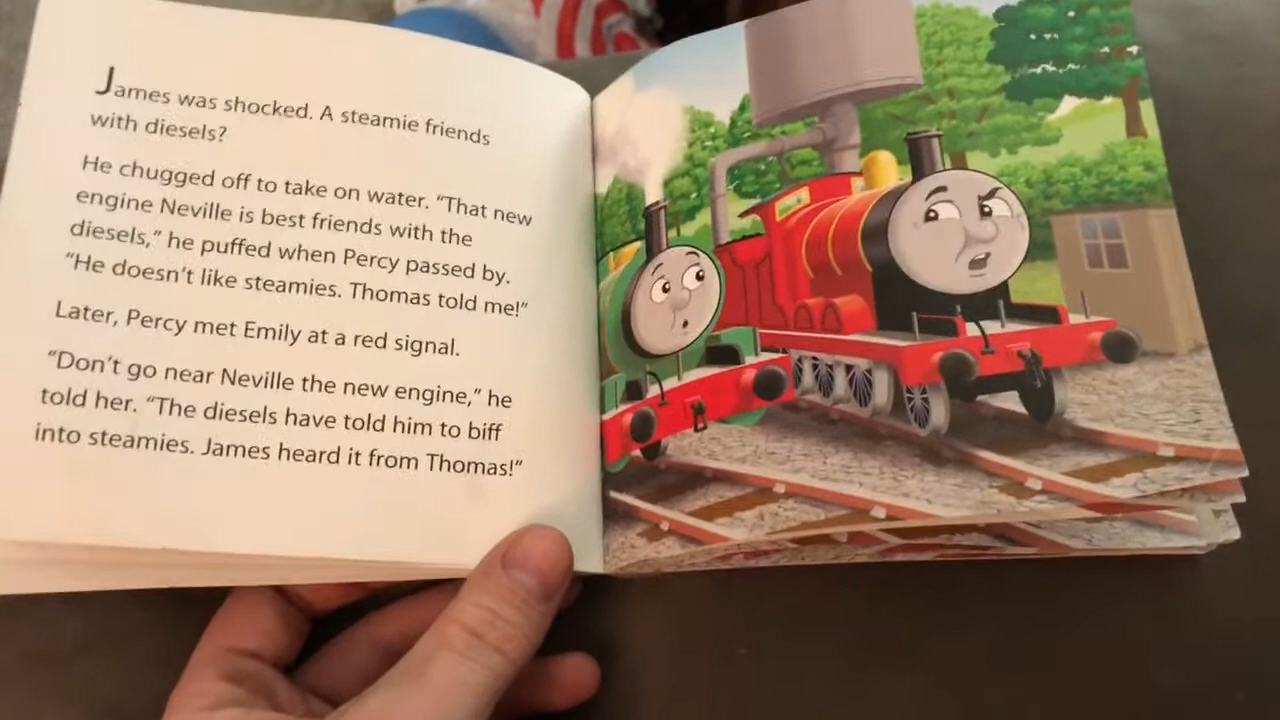 James was shocked. A steamie friends
with diesels?
He chugged off to take on water. “That new
engine Neville is best friends with the
diesels,” he puffed when Percy passed by.
“He doesn’t like steamies. Thomas told me!”
Later, Percy met Emily at a red signal.
“Don’t go near Neville the new engine,” he
told her. “The diesels have told him to biff
into steamies. James heard it from Thomas!”